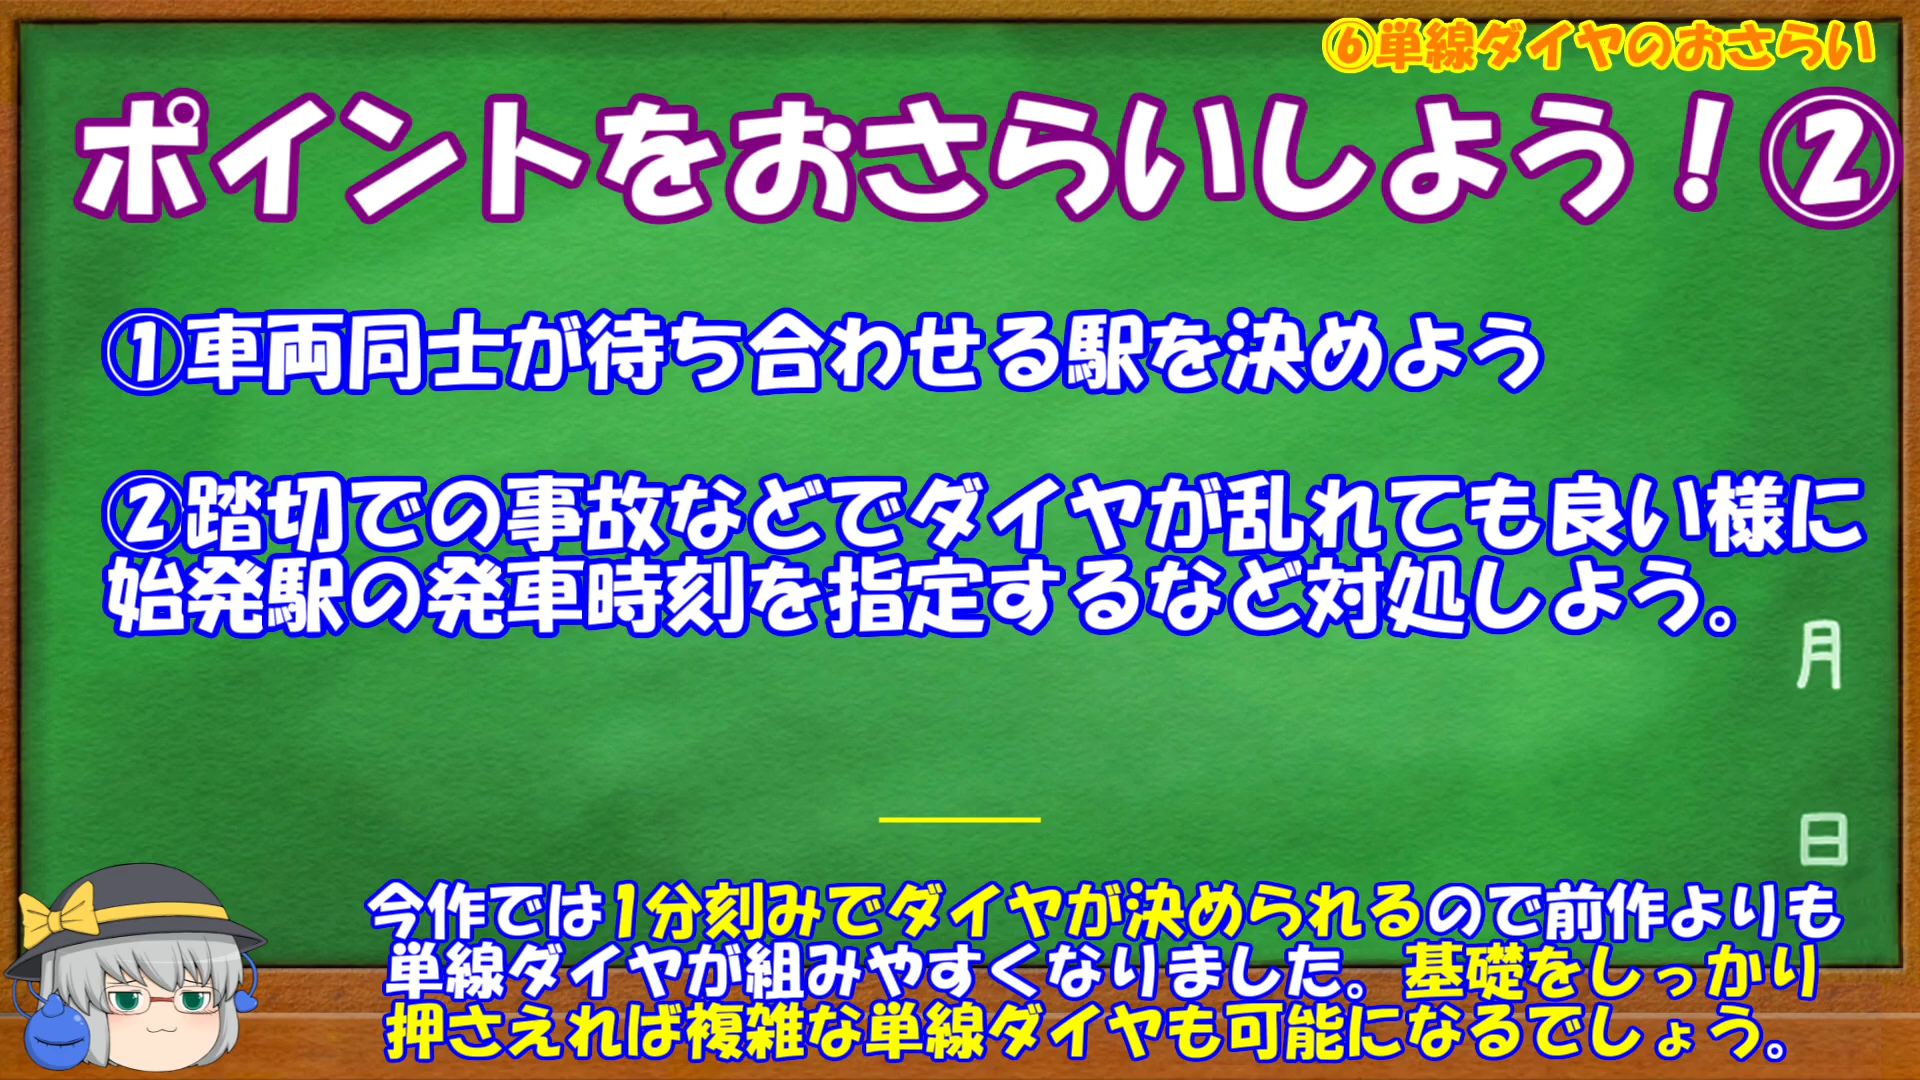 ⑥単線ダイヤのおさらい
ポイントをおさらいしよう！②
①車両同士が待ち合わせる駅を決めよう
②踏切での事故などでダイヤが乱れても良い様に
始発駅の発車時刻を指定するなど対処しよう。
月
日
今作では1分刻みでダイヤが決められるので前作よりも
単線ダイヤが組みやすくなりました。基礎をしっかり
押さえれば複雑な単線ダイヤも可能になるでしょう。